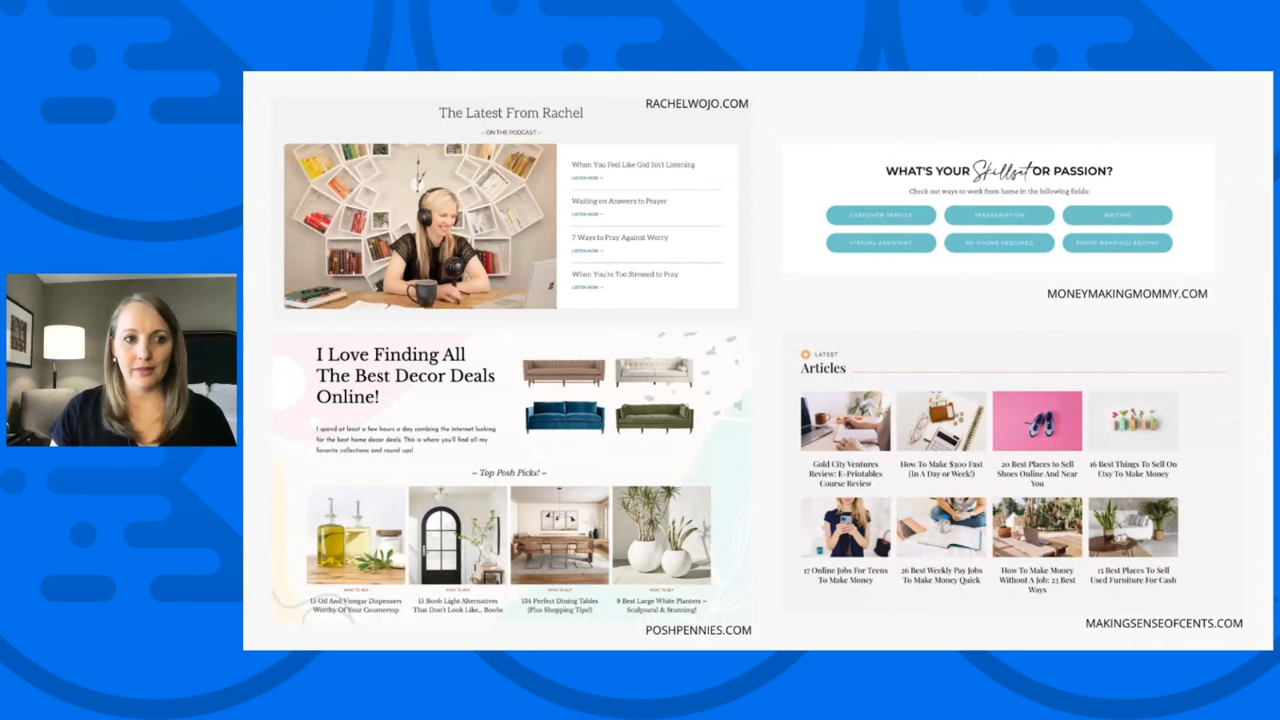 RACHELWOJO.COM
The Latest From Rachel
– ON THE PODCAST –
When You Feel Like God Isn't Listening
LISTEN NOW →
Waiting on Answers to Prayer
LISTEN NOW →
7 Ways to Pray Against Worry
LISTEN NOW →
When You're Too Stressed to Pray
LISTEN NOW →
WHAT'S YOUR Skillset OR PASSION?
Check out ways to work from home in the following fields:
CUSTOMER SERVICE
TRANSCRIPTION
WRITING
VIRTUAL ASSISTANT
NO PHONE REQUIRED
PROOFREADING/ EDITING
MONEYMAKINGMOMMY.COM
I Love Finding All
The Best Decor Deals
Online!
I spend at least a few hours a day combing the internet looking
for the best home decor deals. This is where you'll find all my
favorite collections and round ups!
– Top Posh Picks! –
WHAT TO BUY
15 Oil And Vinegar Dispensers
Worthy Of Your Countertop
WHAT TO BUY
15 Boob Light Alternatives
That Don't Look Like... Boobs
WHAT TO BUY
134 Perfect Dining Tables
(Plus Shopping Tips!)
WHAT TO BUY
9 Best Large White Planters –
Sculptural & Stunning!
POSHPENNIES.COM
LATEST
Articles
Gold City Ventures
Review: E-Printables
Course Review
How To Make $300 Fast
(In A Day or Week!)
20 Best Places to Sell
Shoes Online And Near
You
16 Best Things To Sell On
Etsy To Make Money
17 Online Jobs For Teens
To Make Money
26 Best Weekly Pay Jobs
To Make Money Quick
How To Make Money
Without A Job: 23 Best
Ways
15 Best Places To Sell
Used Furniture For Cash
MAKINGSENSEOFCENTS.COM